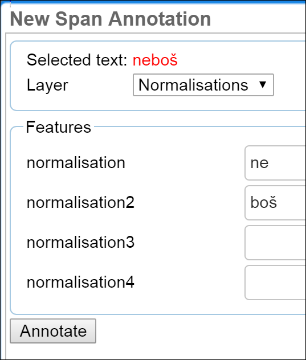 New Span Annotation
Selected text: neboš
Layer Normalisations
Features
normalisation ne
normalisation2 boš
normalisation3
normalisation4
Annotate